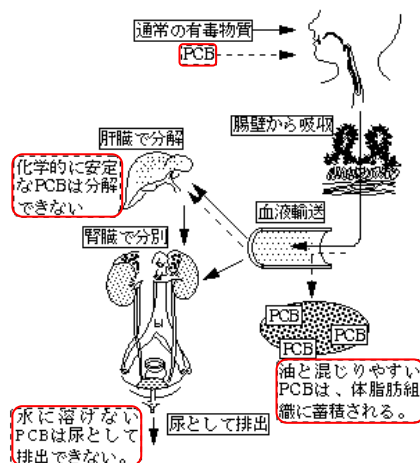 通常の有毒物質
PCB
腸壁から吸収
肝臓で分解
化学的に安定
なPCBは分解
できない
血液輸送
腎臓で分別
PCB
PCB
PCB
油と混じりやすい
PCBは、体脂肪組
織に蓄積される。
水に溶けない
PCBは尿として
排出できない。
尿として排出